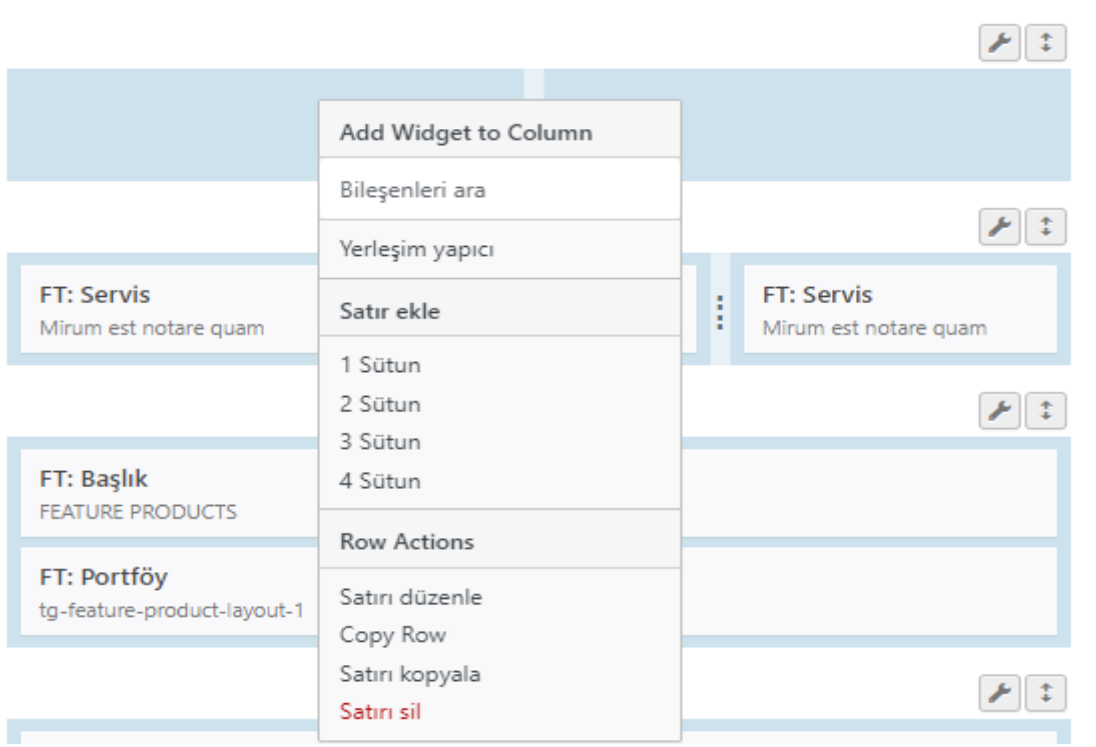 Add Widget to Column
Bileşenleri ara
Yerleşim yapıcı
FT: Servis
Mirum est notare quam
FT: Servis
Mirum est notare quam
Satır ekle
1 Sütun
2 Sütun
3 Sütun
4 Sütun
FT: Başlık
FEATURE PRODUCTS
Row Actions
FT: Portföy
tg-feature-product-layout-1
Satırı düzenle
Copy Row
Satırı kopyala
Satırı sil